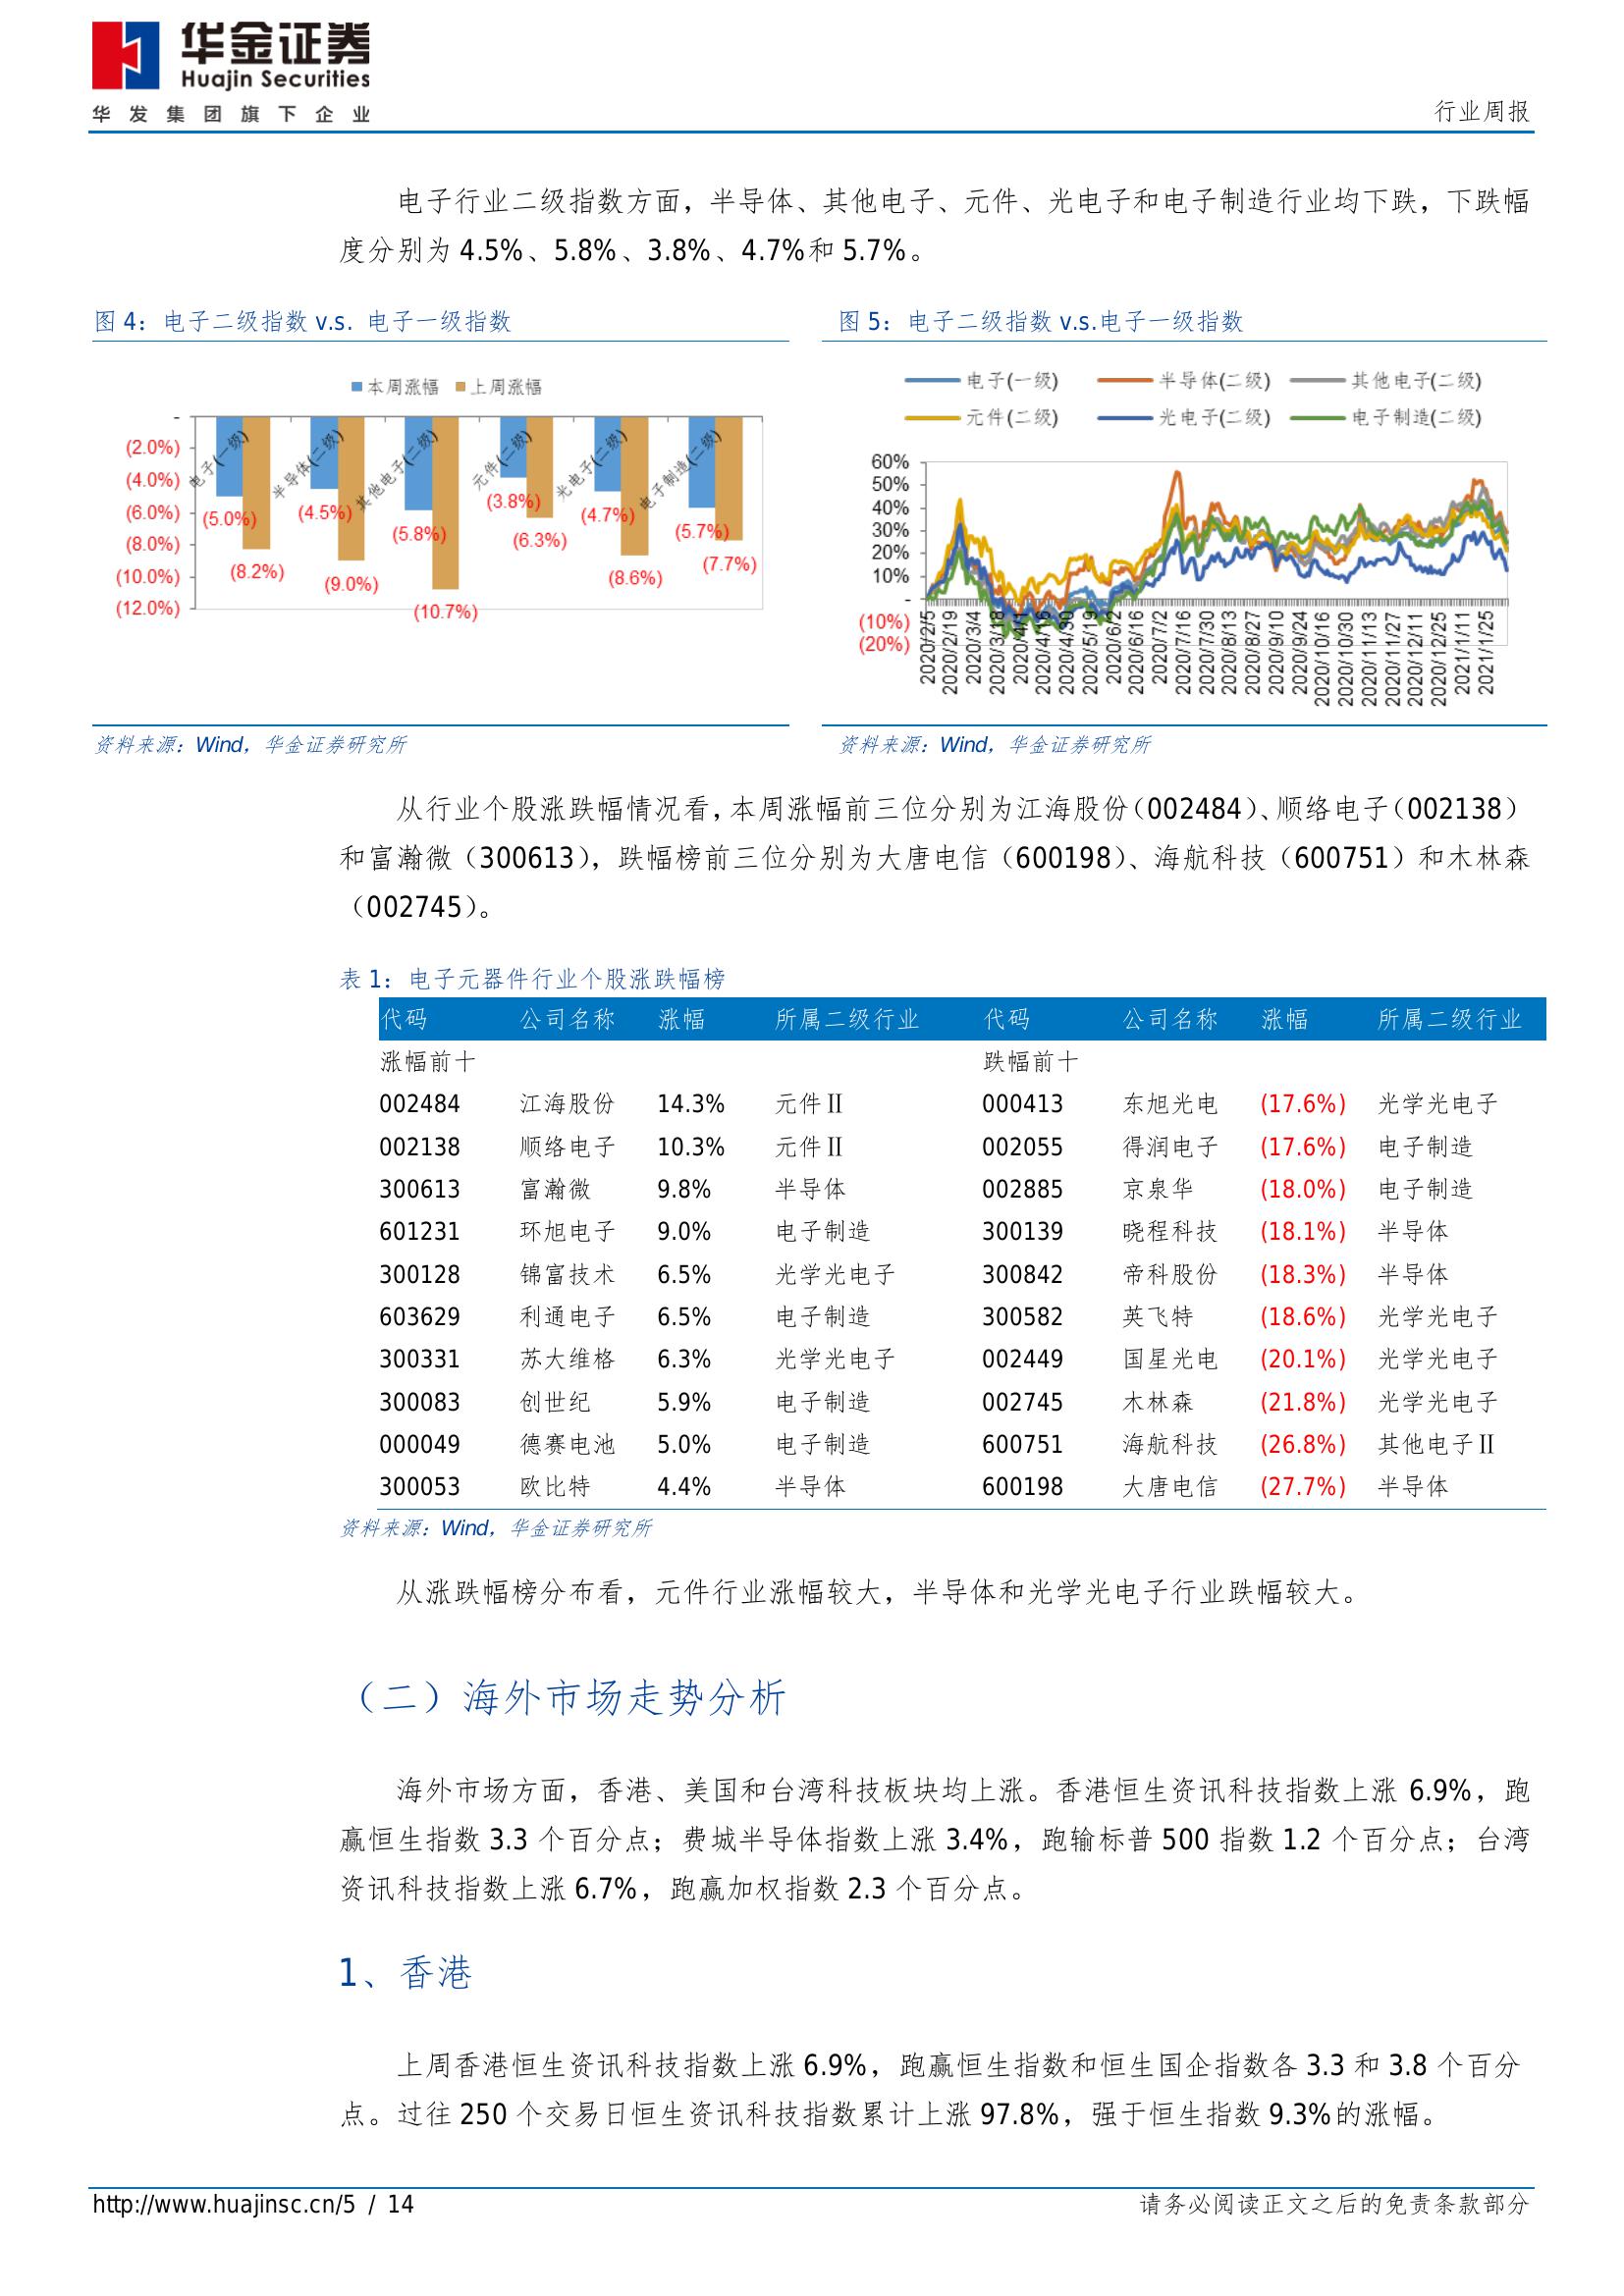 华金证券
Huajin Securities
华发集团旗下企业
行业周报
电子行业二级指数方面，半导体、其他电子、元件、光电子和电子制造行业均下跌，下跌幅
度分别为 4.5%、5.8%、3.8%、4.7%和 5.7%。
图 4：电子二级指数 v.s. 电子一级指数
本周涨幅 上周涨幅
-
(2.0%)
(4.0%)
(6.0%)
(8.0%)
(10.0%)
(12.0%)
电子(一级) 半导体(二级) 其他电子(二级) 元件(二级) 光电子(二级) 电子制造(二级)
(5.0%) (4.5%) (5.8%) (3.8%) (4.7%) (5.7%)
(8.2%) (9.0%) (10.7%) (6.3%) (8.6%) (7.7%)
资料来源：Wind，华金证券研究所
图 5：电子二级指数 v.s.电子一级指数
电子(一级) 半导体(二级) 其他电子(二级)
元件(二级) 光电子(二级) 电子制造(二级)
60%
50%
40%
30%
20%
10%
-
(10%)
(20%)
2020/2/5 2020/2/19 2020/3/4 2020/3/18 2020/4/1 2020/4/16 2020/4/30 2020/5/19 2020/6/2 2020/6/16 2020/7/2 2020/7/16 2020/7/30 2020/8/13 2020/8/27 2020/9/10 2020/9/24 2020/10/16 2020/10/30 2020/11/13 2020/11/27 2020/12/11 2020/12/25 2021/1/11 2021/1/25
资料来源：Wind，华金证券研究所
从行业个股涨跌幅情况看，本周涨幅前三位分别为江海股份（002484）、顺络电子（002138）
和富瀚微（300613），跌幅榜前三位分别为大唐电信（600198）、海航科技（600751）和木林森
（002745）。
表 1：电子元器件行业个股涨跌幅榜
代码 公司名称 涨幅 所属二级行业 代码 公司名称 涨幅 所属二级行业
涨幅前十 跌幅前十
002484 江海股份 14.3% 元件Ⅱ 000413 东旭光电 (17.6%) 光学光电子
002138 顺络电子 10.3% 元件Ⅱ 002055 得润电子 (17.6%) 电子制造
300613 富瀚微 9.8% 半导体 002885 京泉华 (18.0%) 电子制造
601231 环旭电子 9.0% 电子制造 300139 晓程科技 (18.1%) 半导体
300128 锦富技术 6.5% 光学光电子 300842 帝科股份 (18.3%) 半导体
603629 利通电子 6.5% 电子制造 300582 英飞特 (18.6%) 光学光电子
300331 苏大维格 6.3% 光学光电子 002449 国星光电 (20.1%) 光学光电子
300083 创世纪 5.9% 电子制造 002745 木林森 (21.8%) 光学光电子
000049 德赛电池 5.0% 电子制造 600751 海航科技 (26.8%) 其他电子Ⅱ
300053 欧比特 4.4% 半导体 600198 大唐电信 (27.7%) 半导体
资料来源：Wind，华金证券研究所
从涨跌幅榜分布看，元件行业涨幅较大，半导体和光学光电子行业跌幅较大。
（二）海外市场走势分析
海外市场方面，香港、美国和台湾科技板块均上涨。香港恒生资讯科技指数上涨 6.9%，跑
赢恒生指数 3.3 个百分点；费城半导体指数上涨 3.4%，跑输标普 500 指数 1.2 个百分点；台湾
资讯科技指数上涨 6.7%，跑赢加权指数 2.3 个百分点。
1、香港
上周香港恒生资讯科技指数上涨 6.9%，跑赢恒生指数和恒生国企指数各 3.3 和 3.8 个百分
点。过往 250 个交易日恒生资讯科技指数累计上涨 97.8%，强于恒生指数 9.3%的涨幅。
http://www.huajinsc.cn/5 / 14
请务必阅读正文之后的免责条款部分